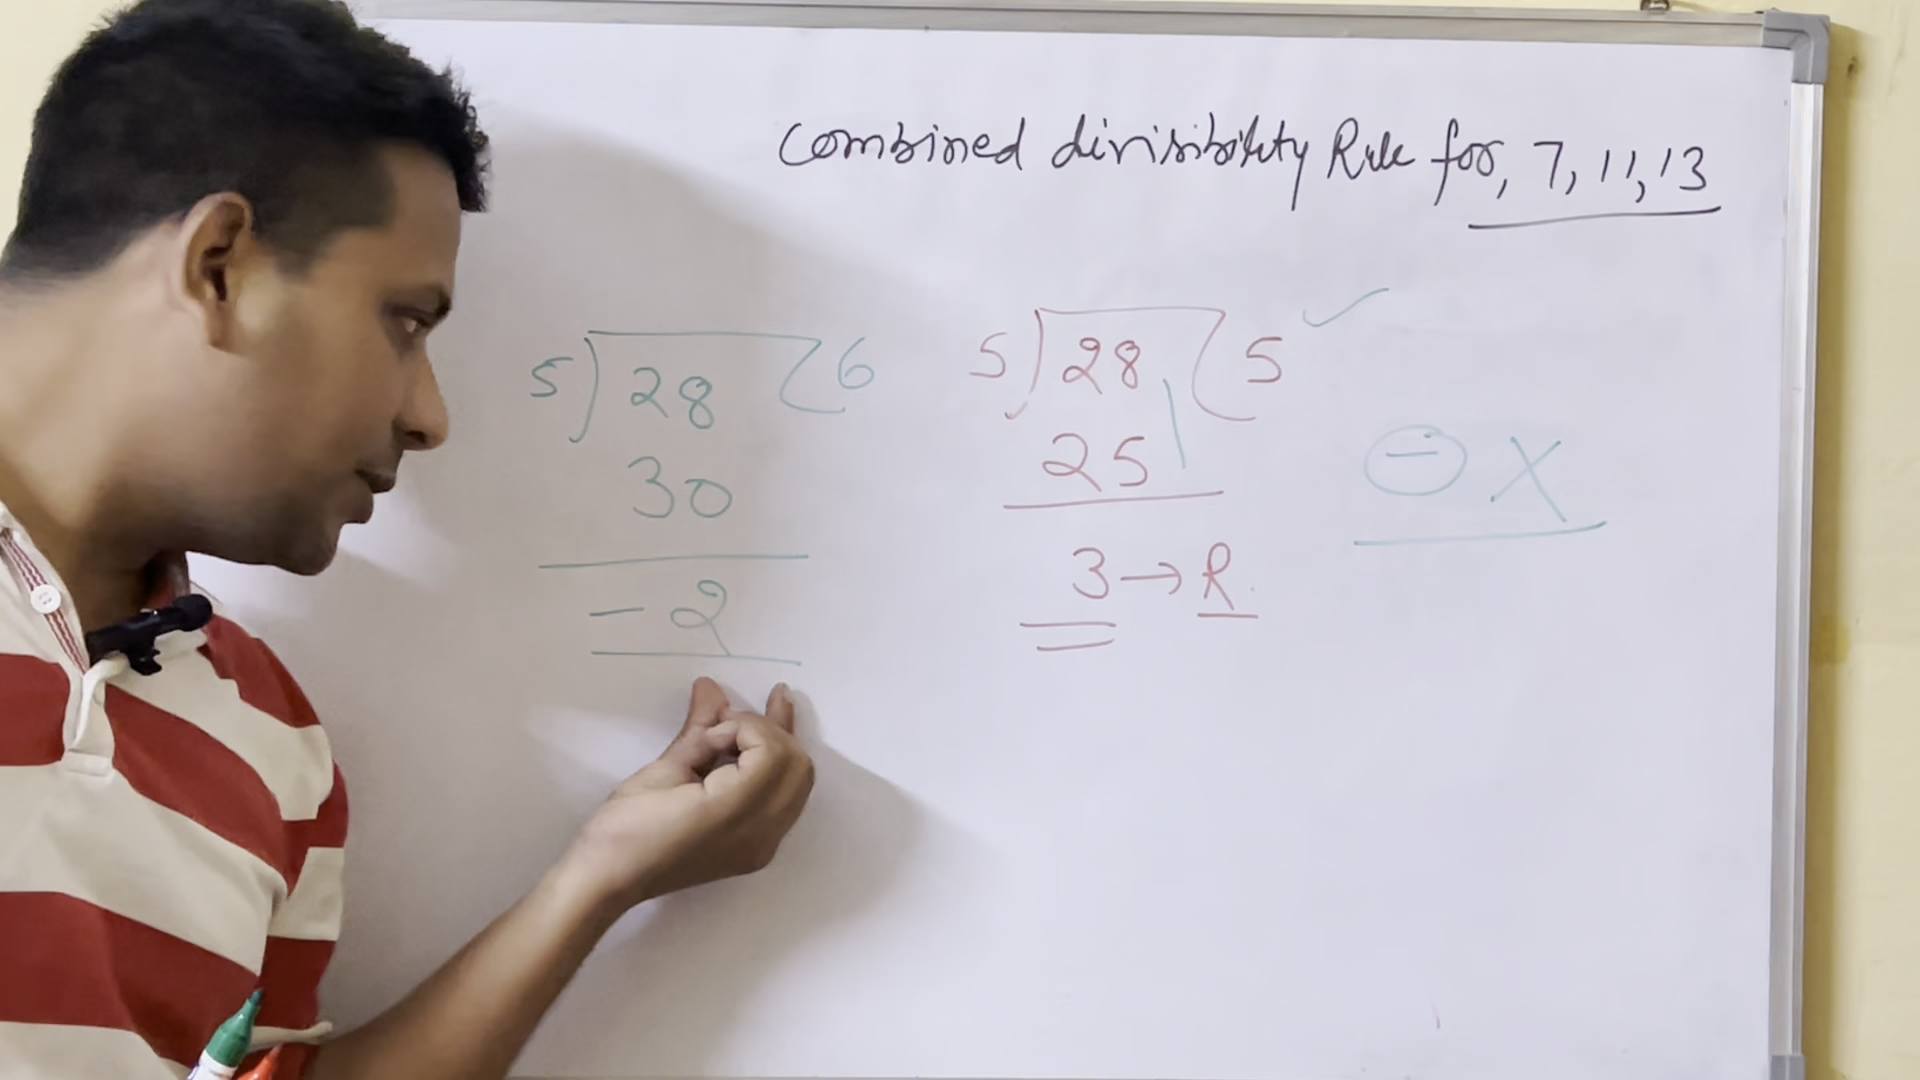 Combined divisibility Rule for, 7, 11, 13
5) 28 ( 6
30
- 2
5) 28 ( 5 ✓
25
3 → R.
- X